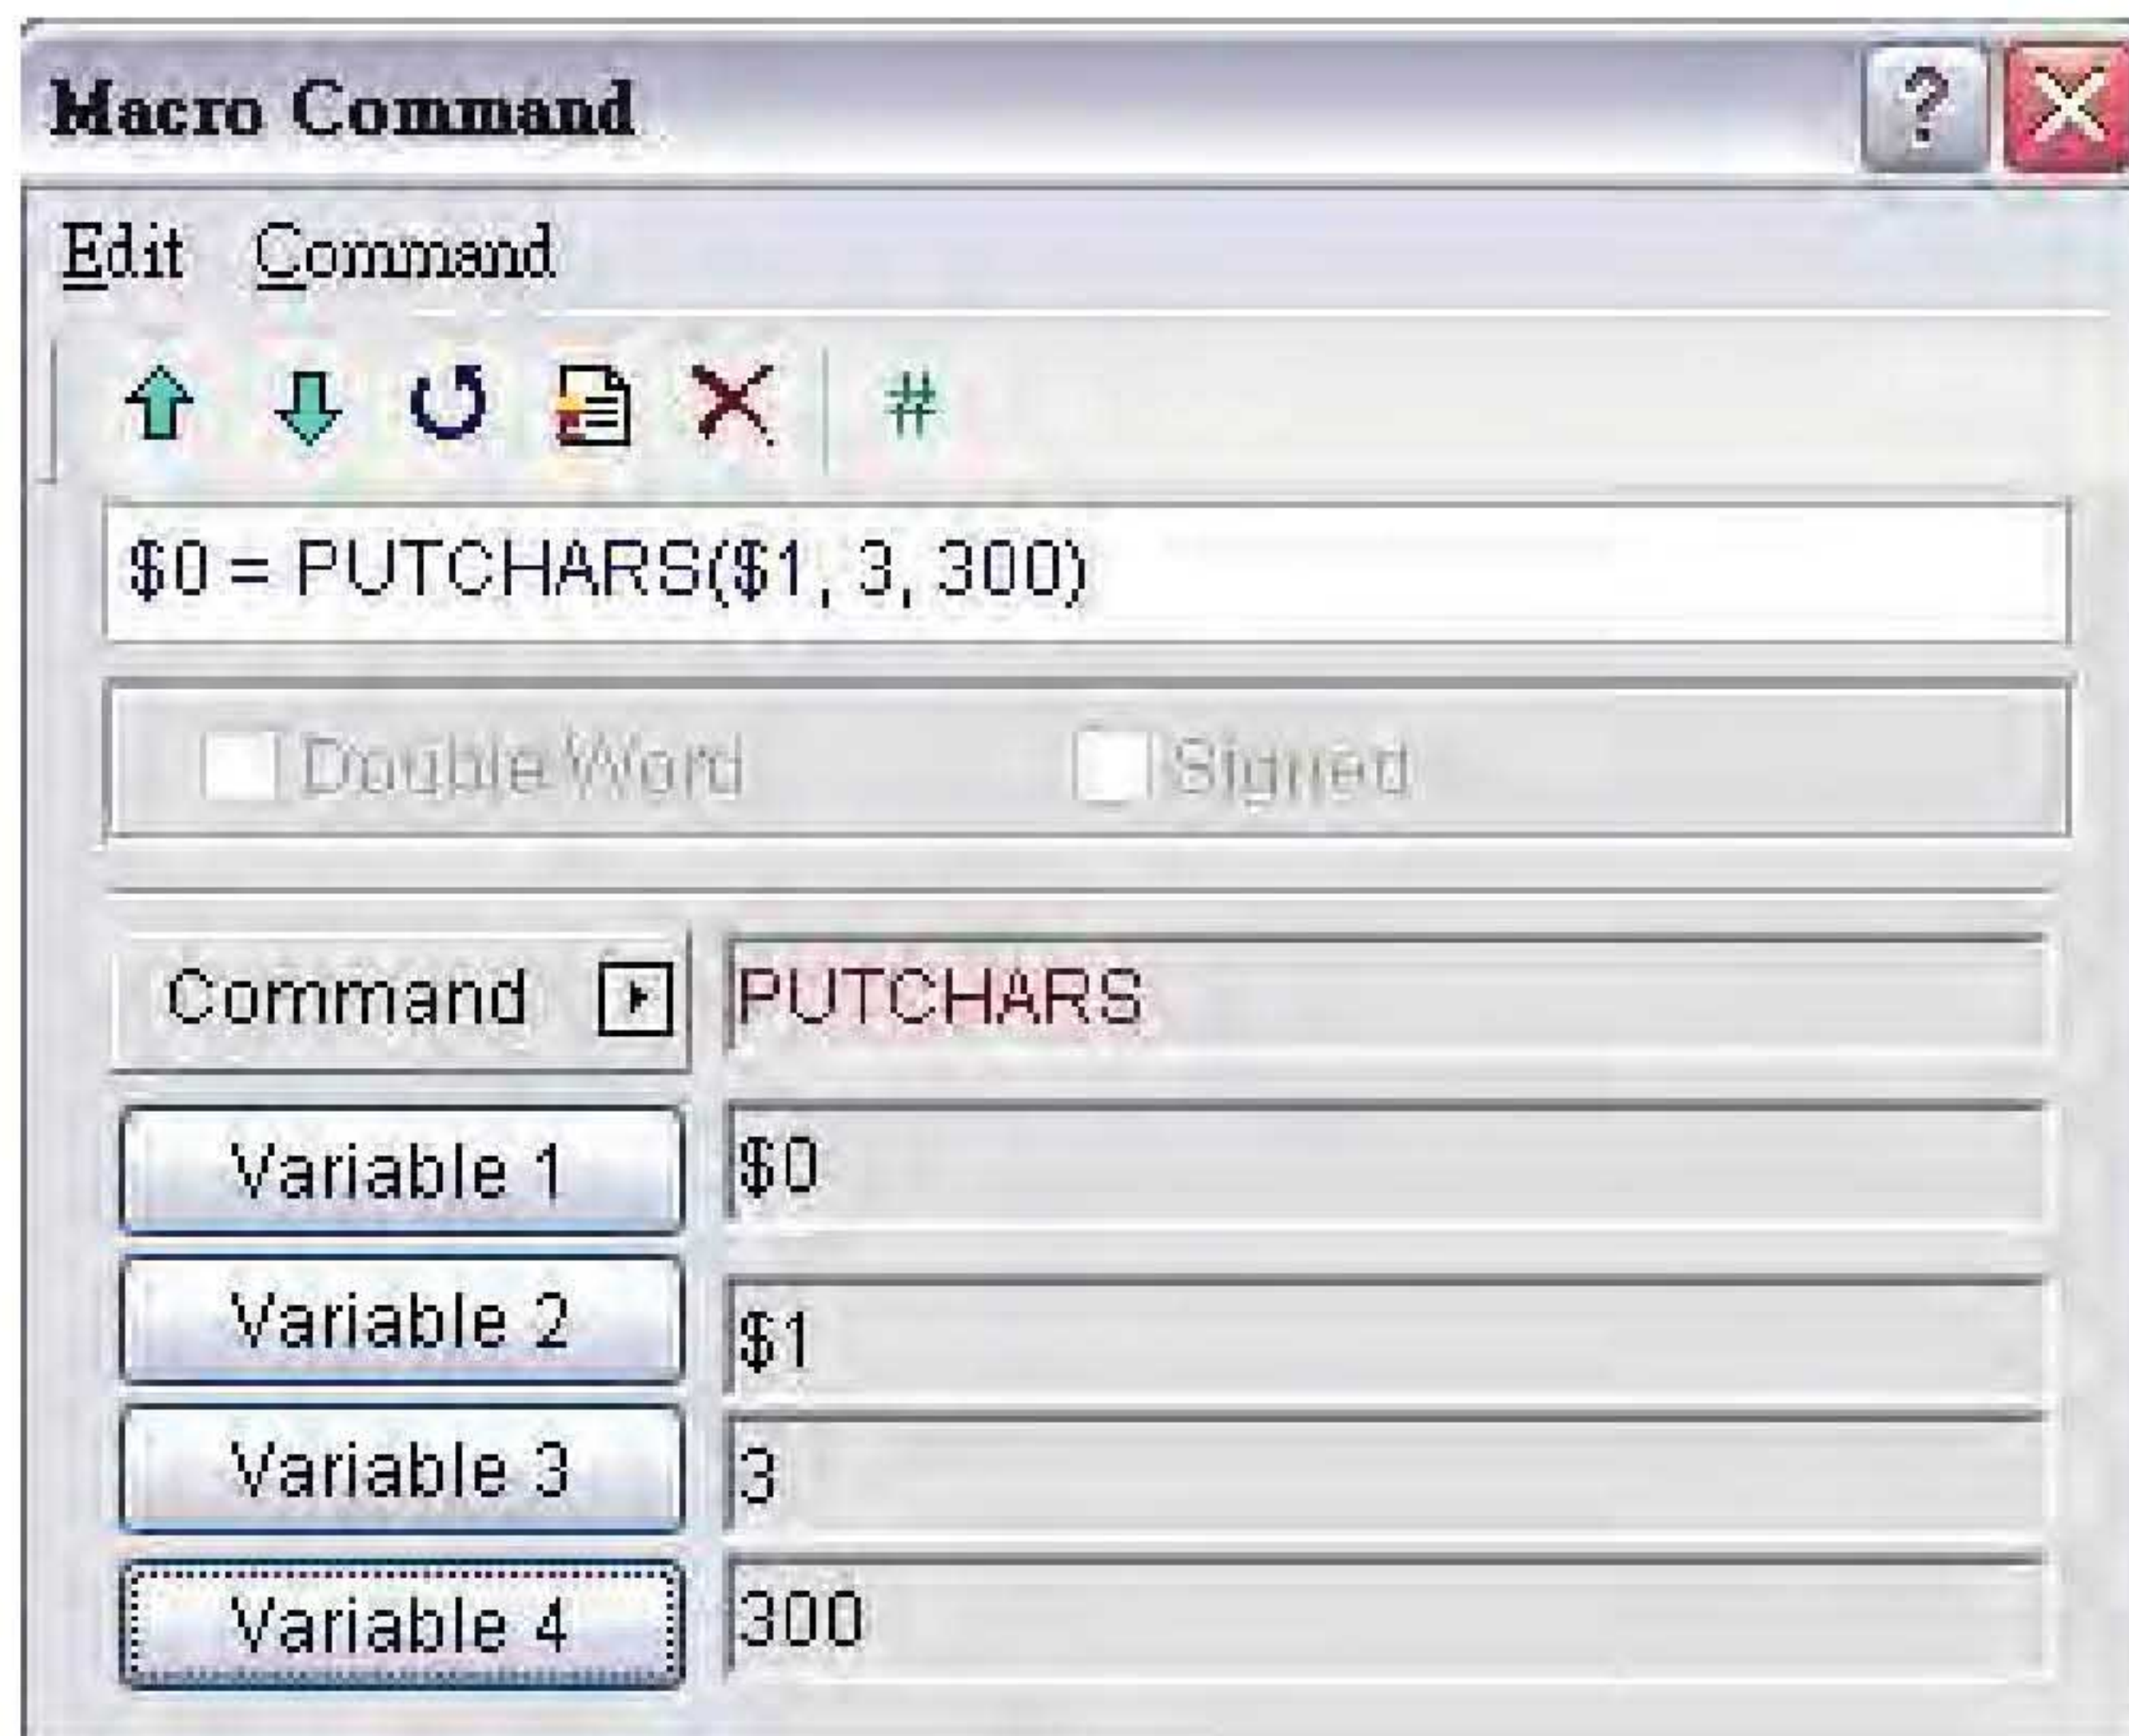 Macro Command
?
Edit Command
#
$0 = PUTCHARS($1, 3, 300)
Double Word Signed
Command PUTCHARS
Variable 1 $0
Variable 2 $1
Variable 3 3
Variable 4 300